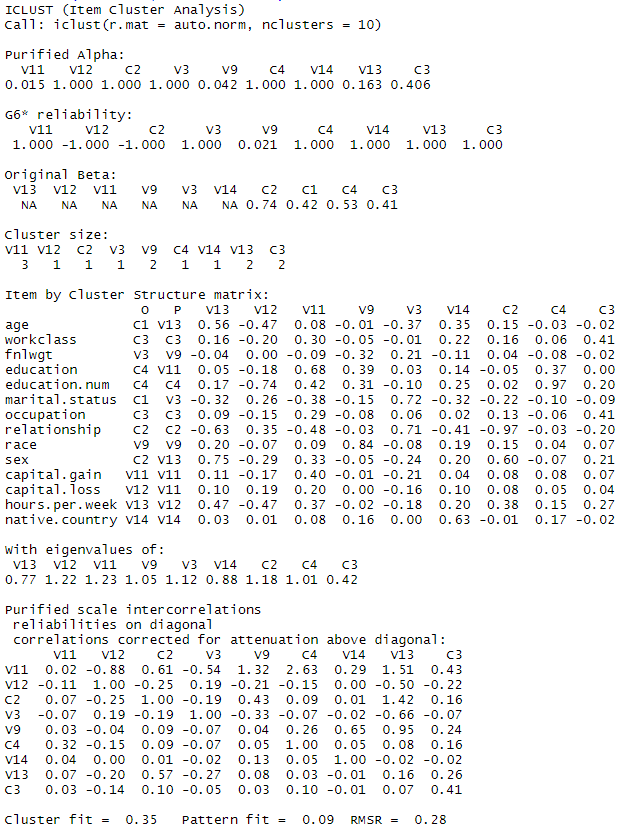 ICLUST (Item Cluster Analysis)
Call: iclust(r.mat = auto.norm, nclusters = 10)
Purified Alpha:
V11 V12 C2 V3 V9 C4 V14 V13 C3
0.015 1.000 1.000 1.000 0.042 1.000 1.000 0.163 0.406
G6* reliability:
V11 V12 C2 V3 V9 C4 V14 V13 C3
1.000 -1.000 -1.000 1.000 0.021 1.000 1.000 1.000 1.000
Original Beta:
V13 V12 V11 V9 V3 V14 C2 C1 C4 C3
NA NA NA NA NA NA 0.74 0.42 0.53 0.41
Cluster size:
V11 V12 C2 V3 V9 C4 V14 V13 C3
3 1 1 1 2 1 1 2 2
Item by Cluster Structure matrix:
O P V13 V12 V11 V9 V3 V14 C2 C4 C3
age C1 V13 0.56 -0.47 0.08 -0.01 -0.37 0.35 0.15 -0.03 -0.02
workclass C3 C3 0.16 -0.20 0.30 -0.05 -0.01 0.22 0.16 0.06 0.41
fnlwgt V3 V9 -0.04 0.00 -0.09 -0.32 0.21 -0.11 0.04 -0.08 -0.02
education C4 V11 0.05 -0.18 0.68 0.39 0.03 0.14 -0.05 0.37 0.00
education.num C4 C4 0.17 -0.74 0.42 0.31 -0.10 0.25 0.02 0.97 0.20
marital.status C1 V3 -0.32 0.26 -0.38 -0.15 0.72 -0.32 -0.22 -0.10 -0.09
occupation C3 C3 0.09 -0.15 0.29 -0.08 0.06 0.02 0.13 -0.06 0.41
relationship C2 C2 -0.63 0.35 -0.48 -0.03 0.71 -0.41 -0.97 -0.03 -0.20
race V9 V9 0.20 -0.07 0.09 0.84 -0.08 0.19 0.15 0.04 0.07
sex C2 V13 0.75 -0.29 0.33 -0.05 -0.24 0.20 0.60 -0.07 0.21
capital.gain V11 V11 0.11 -0.17 0.40 -0.01 -0.21 0.04 0.08 0.08 0.07
capital.loss V12 V11 0.10 0.19 0.20 0.00 -0.16 0.10 0.08 0.05 0.04
hours.per.week V13 V12 0.47 -0.47 0.37 -0.02 -0.18 0.20 0.38 0.15 0.27
native.country V14 V14 0.03 0.01 0.08 0.16 0.00 0.63 -0.01 0.17 -0.02
With eigenvalues of:
V13 V12 V11 V9 V3 V14 C2 C4 C3
0.77 1.22 1.23 1.05 1.12 0.88 1.18 1.01 0.42
Purified scale intercorrelations
reliabilities on diagonal
correlations corrected for attenuation above diagonal:
V11 V12 C2 V3 V9 C4 V14 V13 C3
V11 0.02 -0.88 0.61 -0.54 1.32 2.63 0.29 1.51 0.43
V12 -0.11 1.00 -0.25 0.19 -0.21 -0.15 0.00 -0.50 -0.22
C2 0.07 -0.25 1.00 -0.19 0.43 0.09 0.01 1.42 0.16
V3 -0.07 0.19 -0.19 1.00 -0.33 -0.07 -0.02 -0.66 -0.07
V9 0.03 -0.04 0.09 -0.07 0.04 0.26 0.65 0.95 0.24
C4 0.32 -0.15 0.09 -0.07 0.05 1.00 0.05 0.08 0.16
V14 0.04 0.00 0.01 -0.02 0.13 0.05 1.00 -0.02 -0.02
V13 0.07 -0.20 0.57 -0.27 0.08 0.03 -0.01 0.16 0.26
C3 0.03 -0.14 0.10 -0.05 0.03 0.10 -0.01 0.07 0.41
Cluster fit = 0.35 Pattern fit = 0.09 RMSR = 0.28